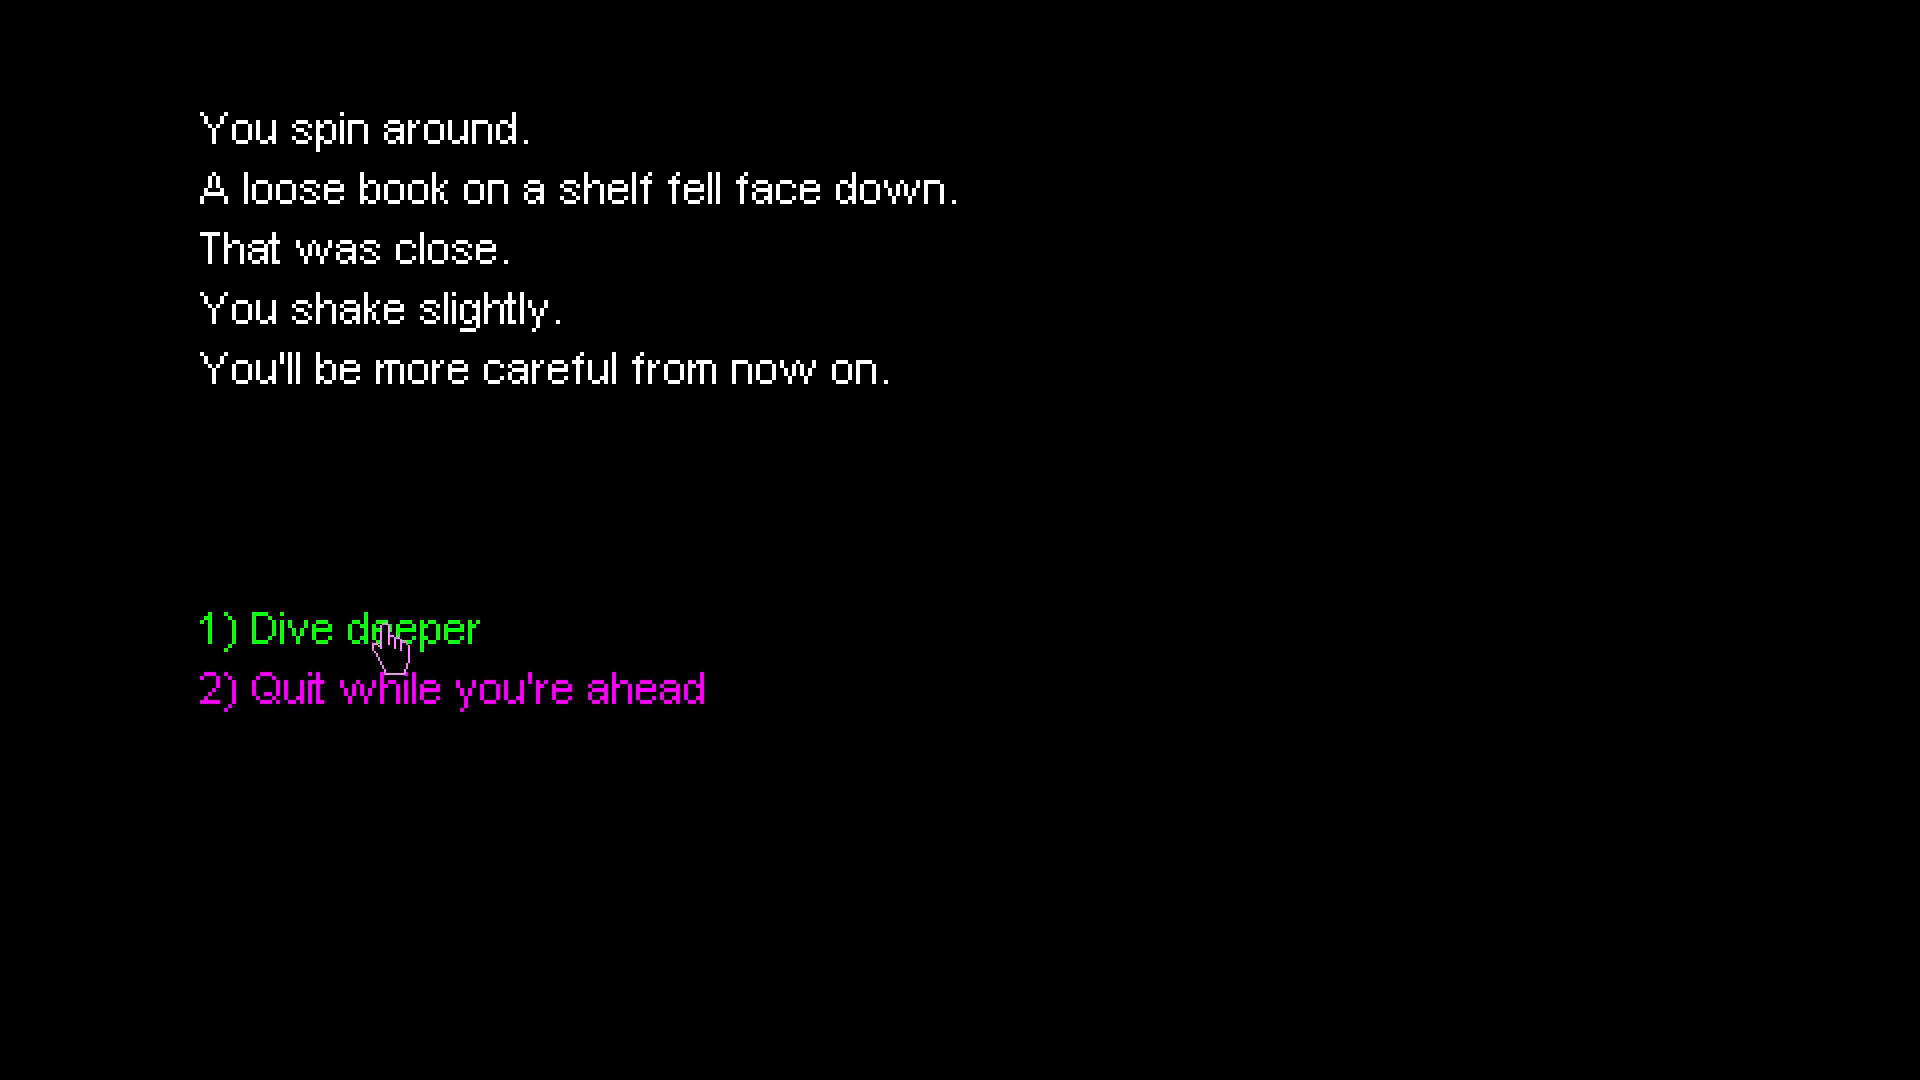 You spin around.
A loose book on a shelf fell face down.
That was close.
You shake slightly.
You'll be more careful from now on.
1) Dive deeper
2) Quit while you're ahead